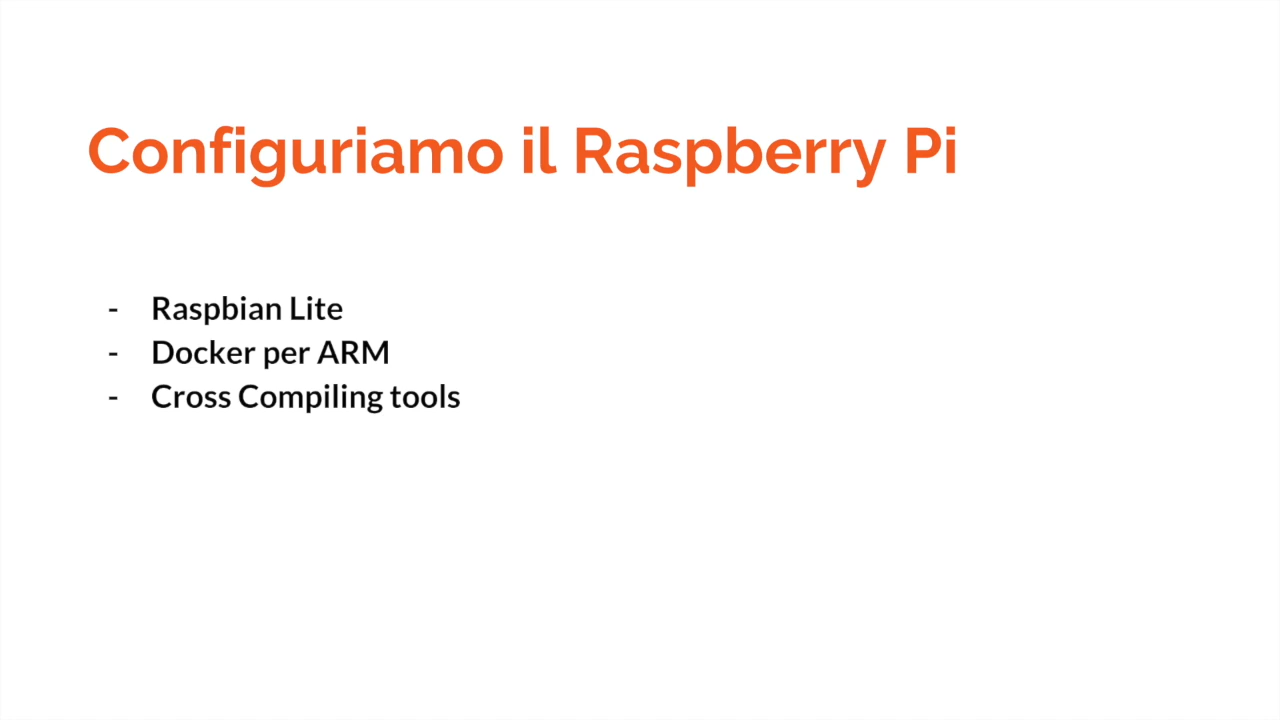 Configuriamo il Raspberry Pi
- Raspbian Lite
- Docker per ARM
- Cross Compiling tools